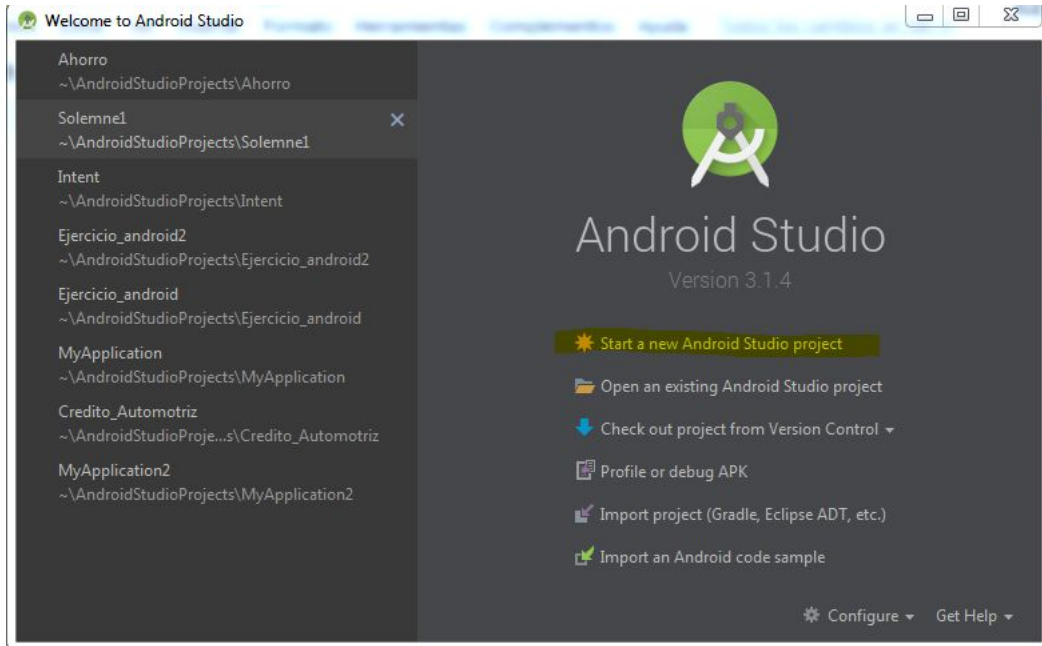 Welcome to Android Studio
Ahorro
~\AndroidStudioProjects\Ahorro
Solemne1
~\AndroidStudioProjects\Solemne1
Intent
~\AndroidStudioProjects\Intent
Ejercicio_android2
~\AndroidStudioProjects\Ejercicio_android2
Ejercicio_android
~\AndroidStudioProjects\Ejercicio_android
MyApplication
~\AndroidStudioProjects\MyApplication
Credito_Automotriz
~\AndroidStudioProje...s\Credito_Automotriz
MyApplication2
~\AndroidStudioProjects\MyApplication2
Android Studio
Version 3.1.4
Start a new Android Studio project
Open an existing Android Studio project
Check out project from Version Control
Profile or debug APK
Import project (Gradle, Eclipse ADT, etc.)
Import an Android code sample
Configure
Get Help